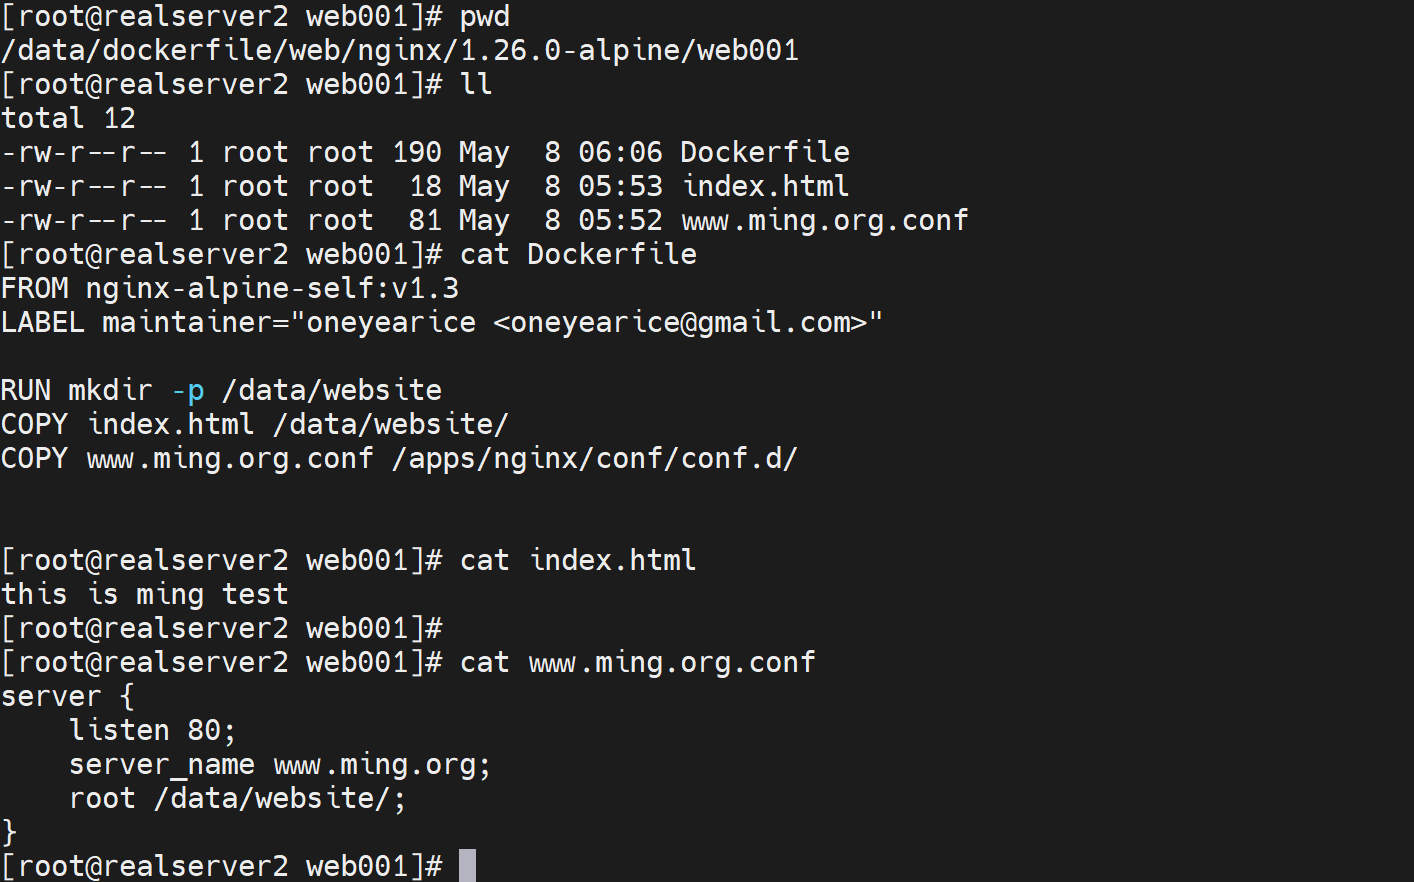 [root@realserver2 web001]# pwd
/data/dockerfile/web/nginx/1.26.0-alpine/web001
[root@realserver2 web001]# ll
total 12
-rw-r--r-- 1 root root 190 May  8 06:06 Dockerfile
-rw-r--r-- 1 root root  18 May  8 05:53 index.html
-rw-r--r-- 1 root root  81 May  8 05:52 www.ming.org.conf
[root@realserver2 web001]# cat Dockerfile
FROM nginx-alpine-self:v1.3
LABEL maintainer="oneyearice <oneyearice@gmail.com>"
RUN mkdir -p /data/website
COPY index.html /data/website/
COPY www.ming.org.conf /apps/nginx/conf/conf.d/
[root@realserver2 web001]# cat index.html
this is ming test
[root@realserver2 web001]#
[root@realserver2 web001]# cat www.ming.org.conf
server {
    listen 80;
    server_name www.ming.org;
    root /data/website/;
}
[root@realserver2 web001]#